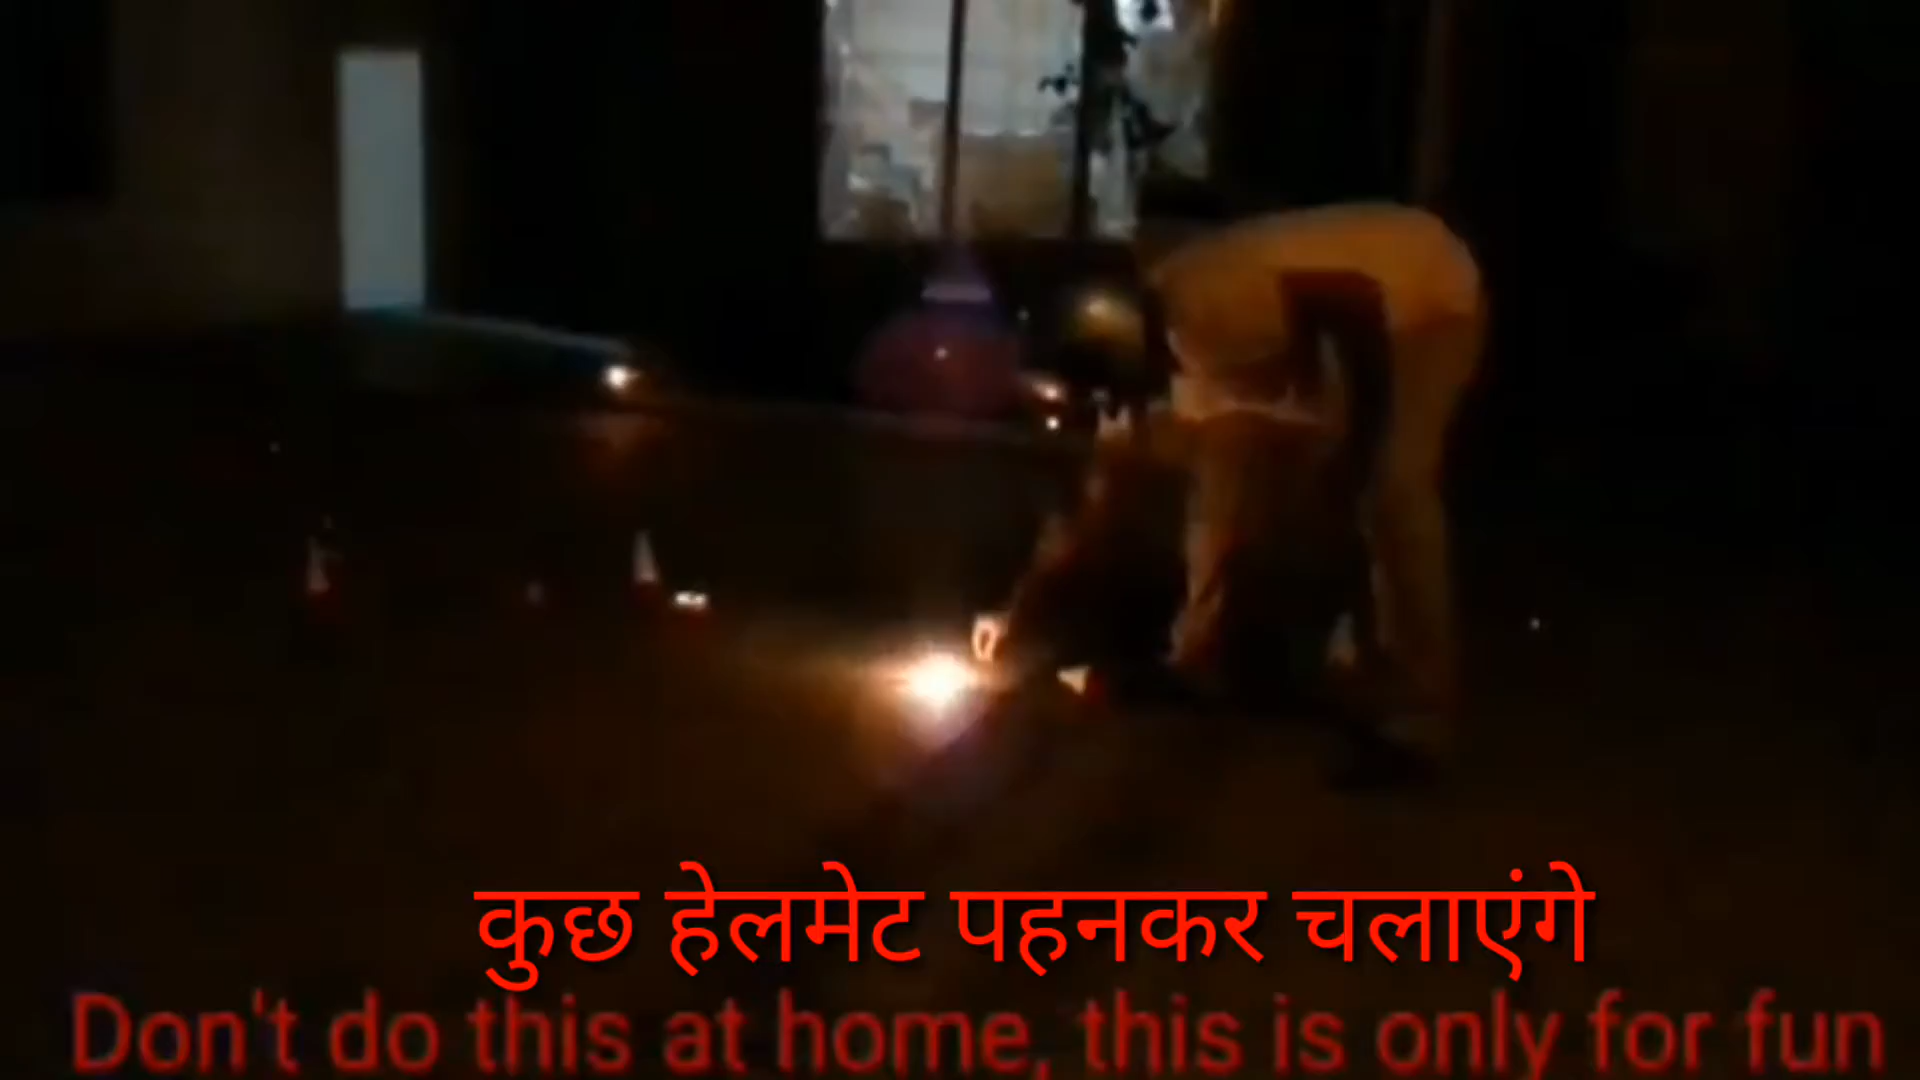 कुछ हेलमेट पहनकर चलाएंगे
Don't do this at home, this is only for fun